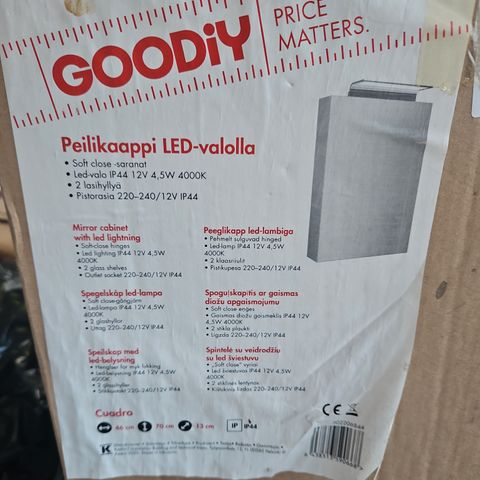 GOODiY
PRICE
MATTERS.
Peilikaappi LED-valolla
• Soft close -saranat
• Led-valo IP44 12V 4,5W 4000K
• 2 lasihyllyä
• Pistorasia 220–240/12V IP44
Mirror cabinet
with led lightning
• Soft-close hinges
• Led lighting IP44 12V 4,5W
4000K
• 2 glass shelves
• Outlet socket 220–240/12V IP44
Peeglikapp led-lambiga
• Pehmelt sulguvad hinged
• Led-lamp IP44 12V 4,5W
4000K
• 2 klaasriiulit
• Pistikupesa 220–240/12V IP44
Spegelskåp led-lampa
• Soft close-gångjärn
• Led-lampa IP44 12V 4,5W
4000K
• 2 glashyllor
• Uttag 220–240/12V IP44
Spoguļskapītis ar gaismas
diožu apgaismojumu
• Soft close eņģes
• Gaismas diožu gaismeklis IP44 12V
4,5W 4000K
• 2 stikla plaukti
• Ligzda 220–240/12V IP44
Speilskap med
led-belysning
• Hengsler for myk lukking
• Led-belysning IP44 12V 4,5W
4000K
• 2 glasshyller
• Stikkontakt 220–240/12V IP44
Spintelė su veidrodžiu
su led šviestuvu
• „Soft close" vyriai
• Led šviestuvas IP44 12V 4,5W
4000K
• 2 stiklinės lentynos
• Kištukinis lizdas 220–240/12V IP44
Cuadro
66 cm 70 cm 13 cm IP IP44
CE
K